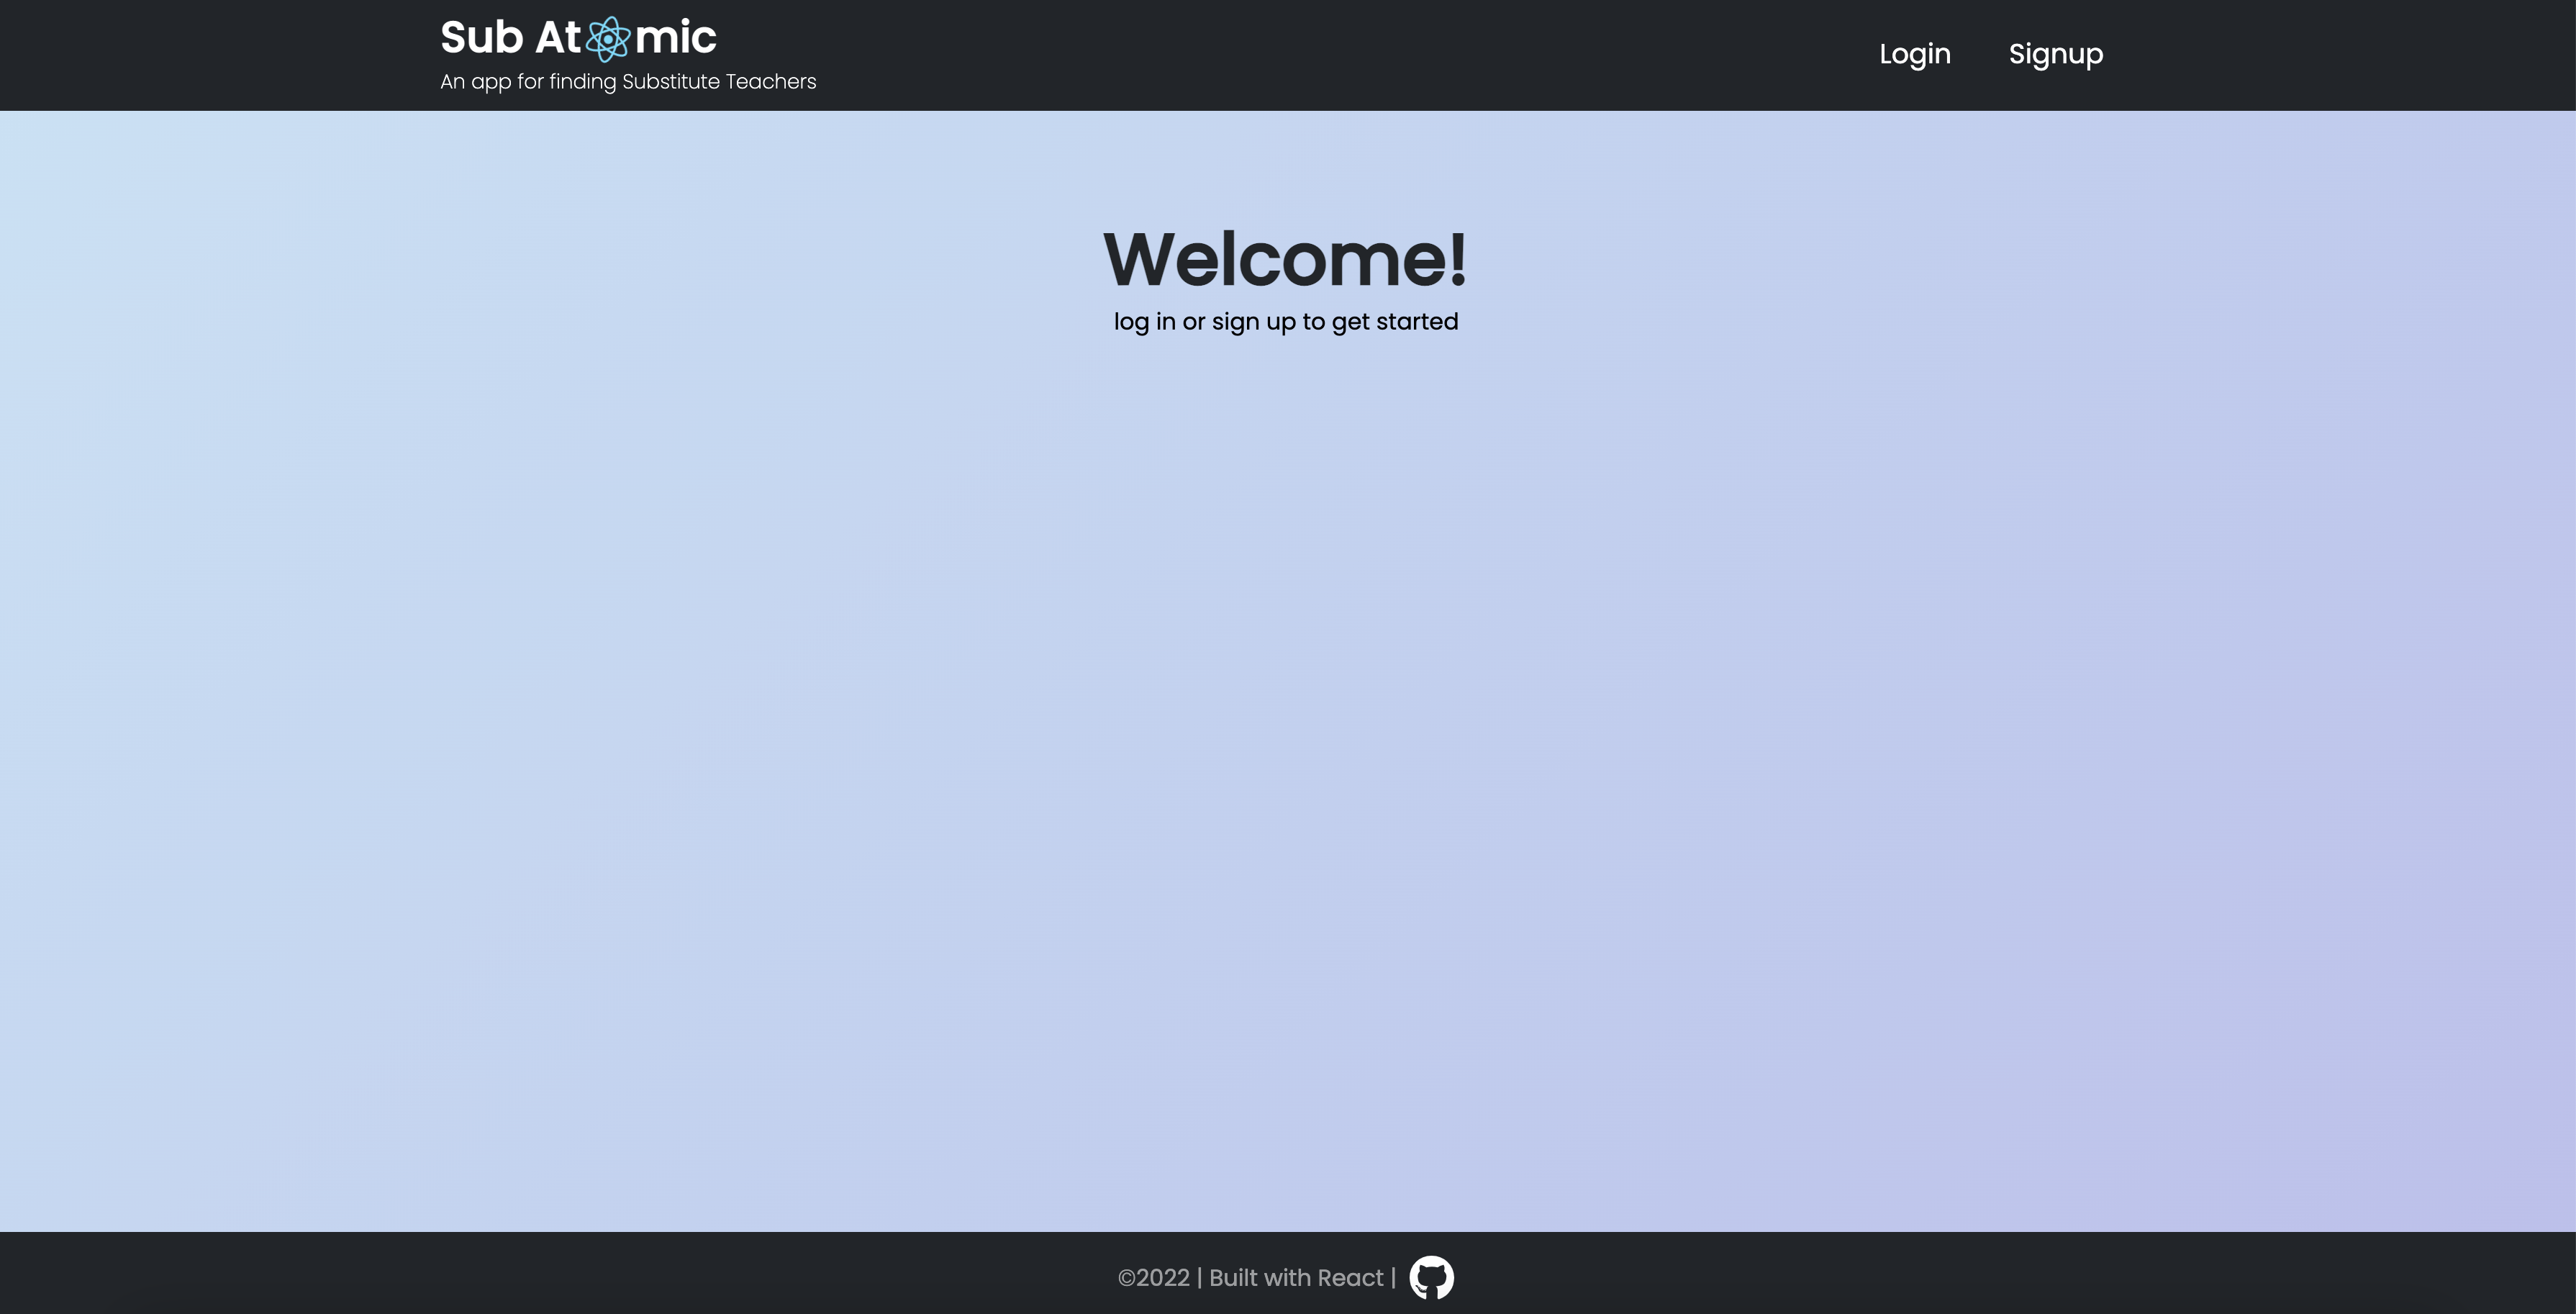 Sub Atomic
An app for finding Substitute Teachers
Login Signup
Welcome!
log in or sign up to get started
©2022 | Built with React |